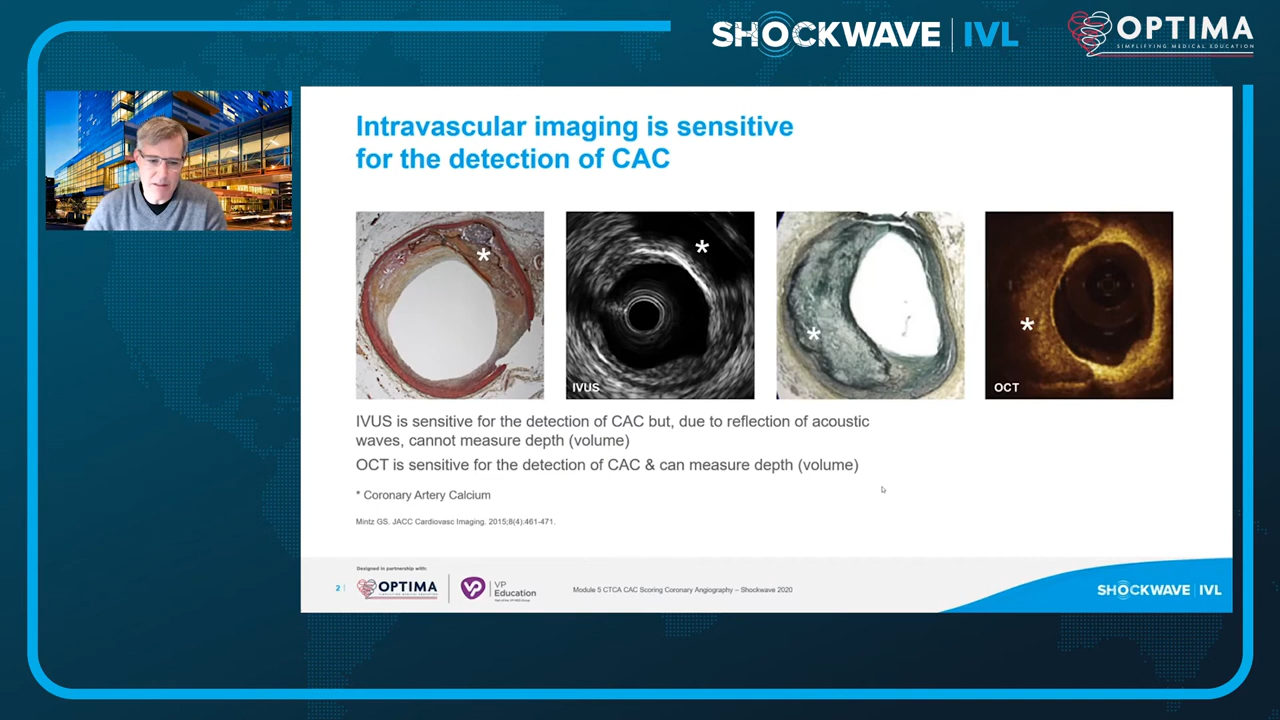 SHOCKWAVE | IVL
OPTIMA
SIMPLIFYING MEDICAL EDUCATION
Intravascular imaging is sensitive
for the detection of CAC
*
*
*
*
IVUS
OCT
IVUS is sensitive for the detection of CAC but, due to reflection of acoustic
waves, cannot measure depth (volume)
OCT is sensitive for the detection of CAC & can measure depth (volume)
* Coronary Artery Calcium
Mintz GS. JACC Cardiovasc Imaging. 2015;8(4):461-471.
Designed in partnership with:
2 |
OPTIMA
VP
VP
Education
Module 5 CTCA CAC Scoring Coronary Angiography – Shockwave 2020
SHOCKWAVE | IVL